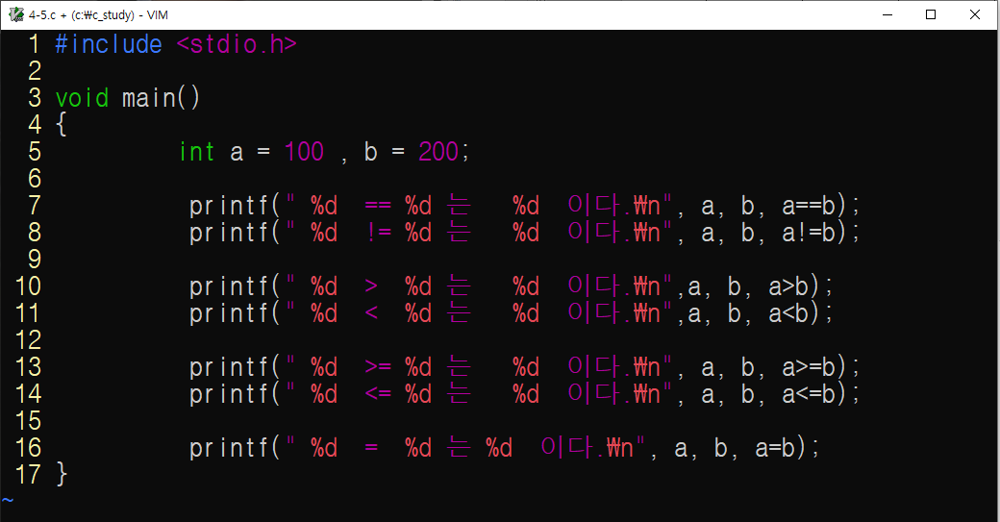 4-5.c + (c:₩c_study) - VIM
1 #include <stdio.h>
2
3 void main()
4 {
5 int a = 100 , b = 200;
6
7 printf(" %d  == %d 는   %d  이다.₩n", a, b, a==b);
8 printf(" %d  != %d 는   %d  이다.₩n", a, b, a!=b);
9
10 printf(" %d  >  %d 는   %d  이다.₩n",a, b, a>b);
11 printf(" %d  <  %d 는   %d  이다.₩n",a, b, a<b);
12
13 printf(" %d  >= %d 는   %d  이다.₩n", a, b, a>=b);
14 printf(" %d  <= %d 는   %d  이다.₩n", a, b, a<=b);
15
16 printf(" %d  =  %d 는 %d  이다.₩n", a, b, a=b);
17 }
~